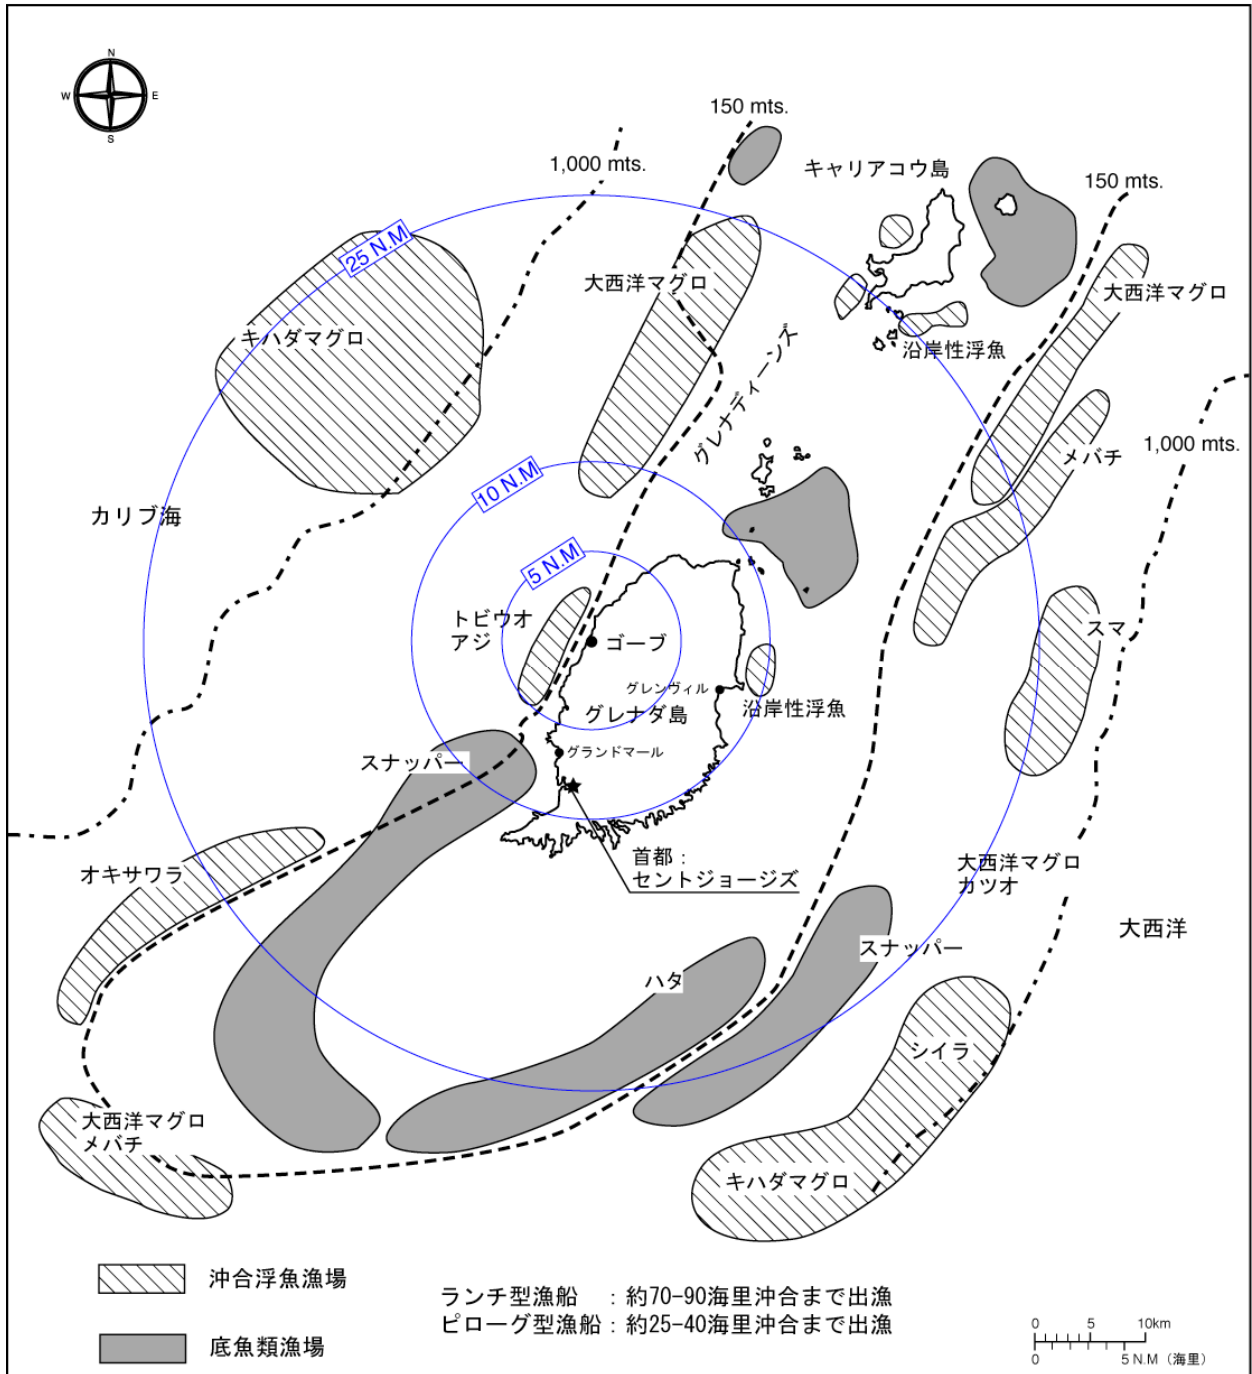 N
W
E
S
150 mts.
1,000 mts.
キャリアコウ島
150 mts.
25 N.M
大西洋マグロ
大西洋マグロ
キハダマグロ
沿岸性浮魚
グレナディーンズ
1,000 mts.
メバチ
10 N.M
カリブ海
5 N.M
トビウオ
アジ
ゴーブ
スマ
グレンヴィル
沿岸性浮魚
グレナダ島
グランドマール
スナッパー
首都：
セントジョージズ
大西洋マグロ
カツオ
オキサワラ
大西洋
スナッパー
ハタ
シイラ
大西洋マグロ
メバチ
キハダマグロ
沖合浮魚漁場
底魚類漁場
ランチ型漁船　：約70-90海里沖合まで出漁
ピローグ型漁船：約25-40海里沖合まで出漁
0 5 10km
0 5 N.M（海里）